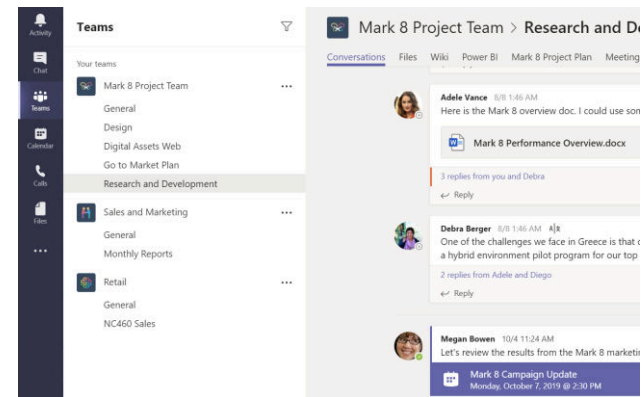 Activity
Chat
Teams
Calendar
Calls
Files
Teams
Your teams
Mark 8 Project Team
General
Design
Digital Assets Web
Go to Market Plan
Research and Development
Sales and Marketing
General
Monthly Reports
Retail
General
NC460 Sales
Mark 8 Project Team > Research and De
Conversations Files Wiki Power BI Mark 8 Project Plan Meeting
Adele Vance 8/8 1:46 AM
Here is the Mark 8 overview doc. I could use som
Mark 8 Performance Overview.docx
3 replies from you and Debra
Reply
Debra Berger 8/8 1:46 AM
One of the challenges we face in Greece is that
a hybrid environment pilot program for our top
2 replies from Adele and Diego
Reply
Megan Bowen 10/4 11:24 AM
Let's review the results from the Mark 8 marketin
Mark 8 Campaign Update
Monday, October 7, 2019 @ 2:30 PM